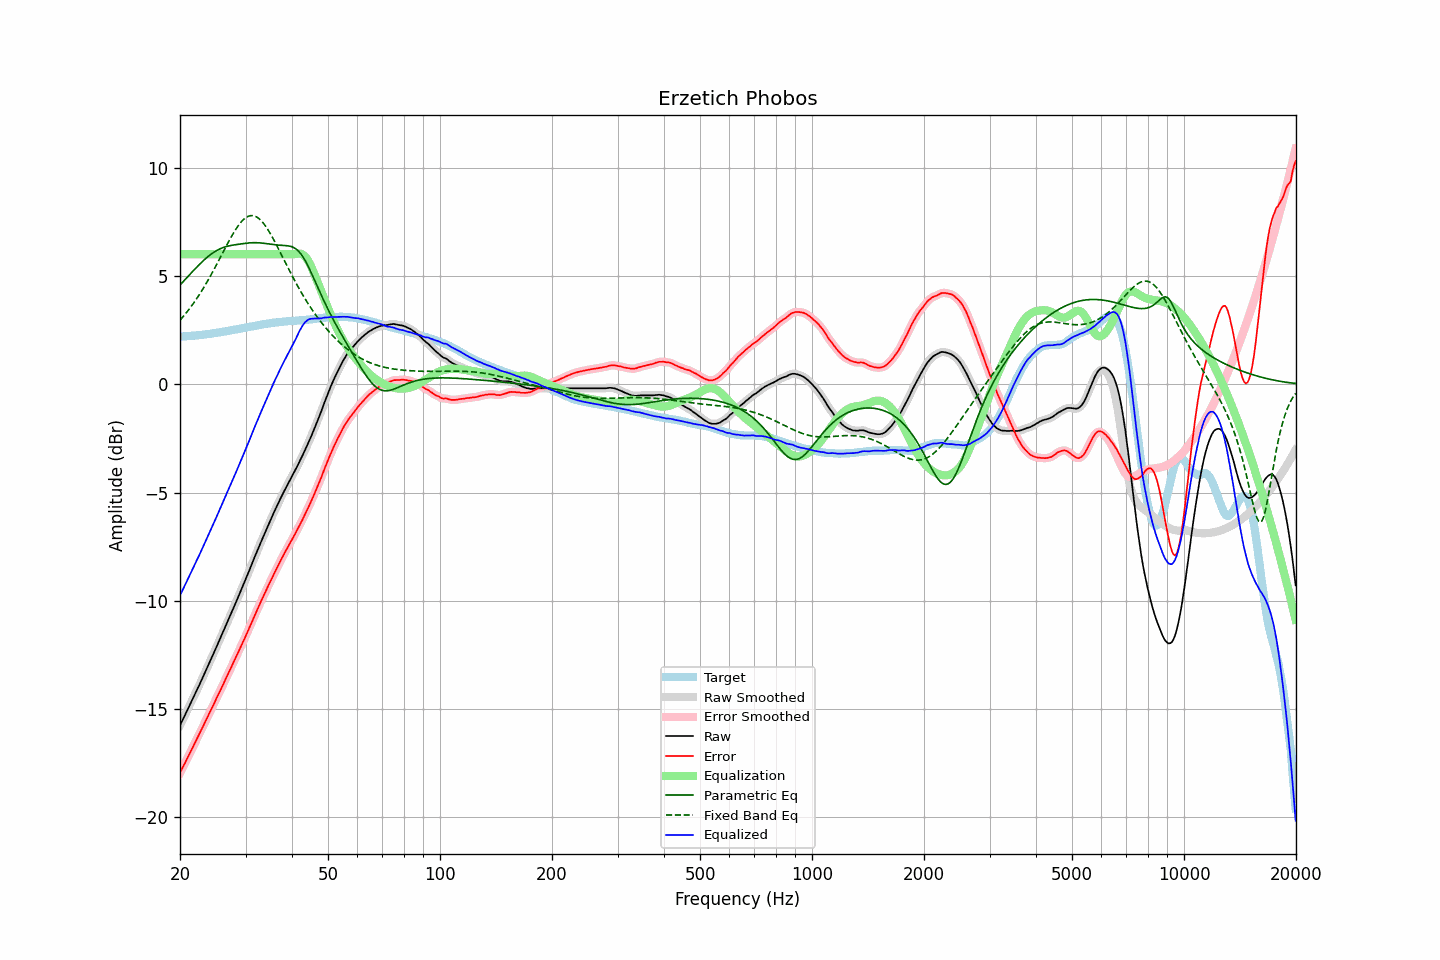 Erzetich Phobos
Amplitude (dBr)
10
5
0
−5
−10
−15
−20
Target
Raw Smoothed
Error Smoothed
Raw
Error
Equalization
Parametric Eq
Fixed Band Eq
Equalized
20
50
100
200
500
1000
2000
5000
10000
20000
Frequency (Hz)